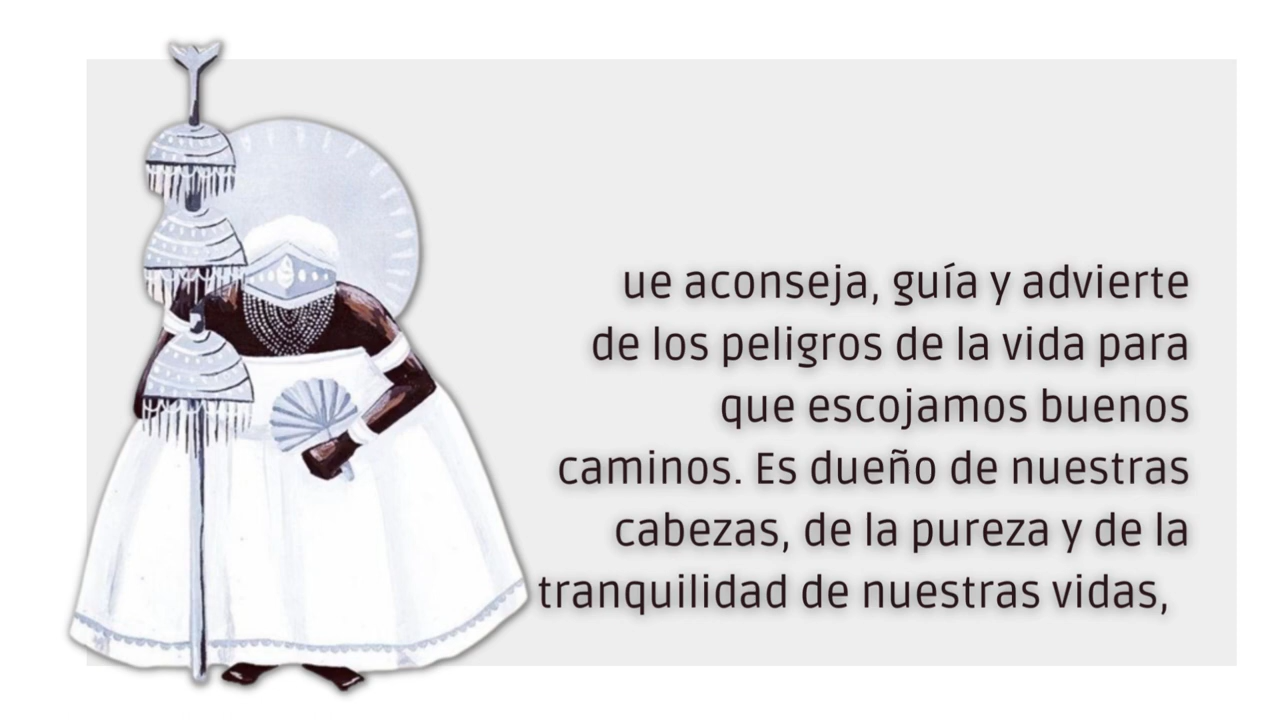 ue aconseja, guía y advierte
de los peligros de la vida para
que escojamos buenos
caminos. Es dueño de nuestras
cabezas, de la pureza y de la
tranquilidad de nuestras vidas,